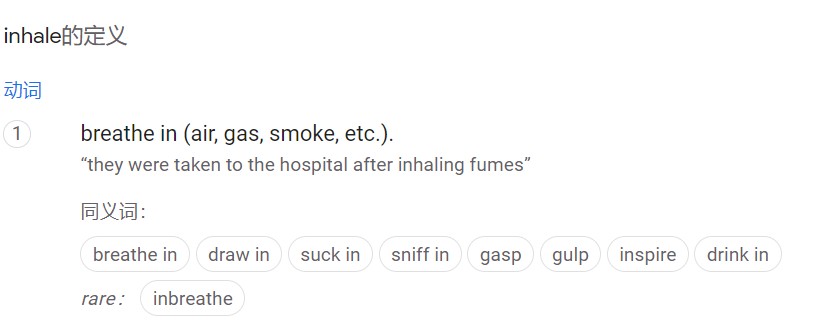 inhale的定义
动词
1 breathe in (air, gas, smoke, etc.).
“they were taken to the hospital after inhaling fumes”
同义词：
breathe in draw in suck in sniff in gasp gulp inspire drink in
rare： inbreathe